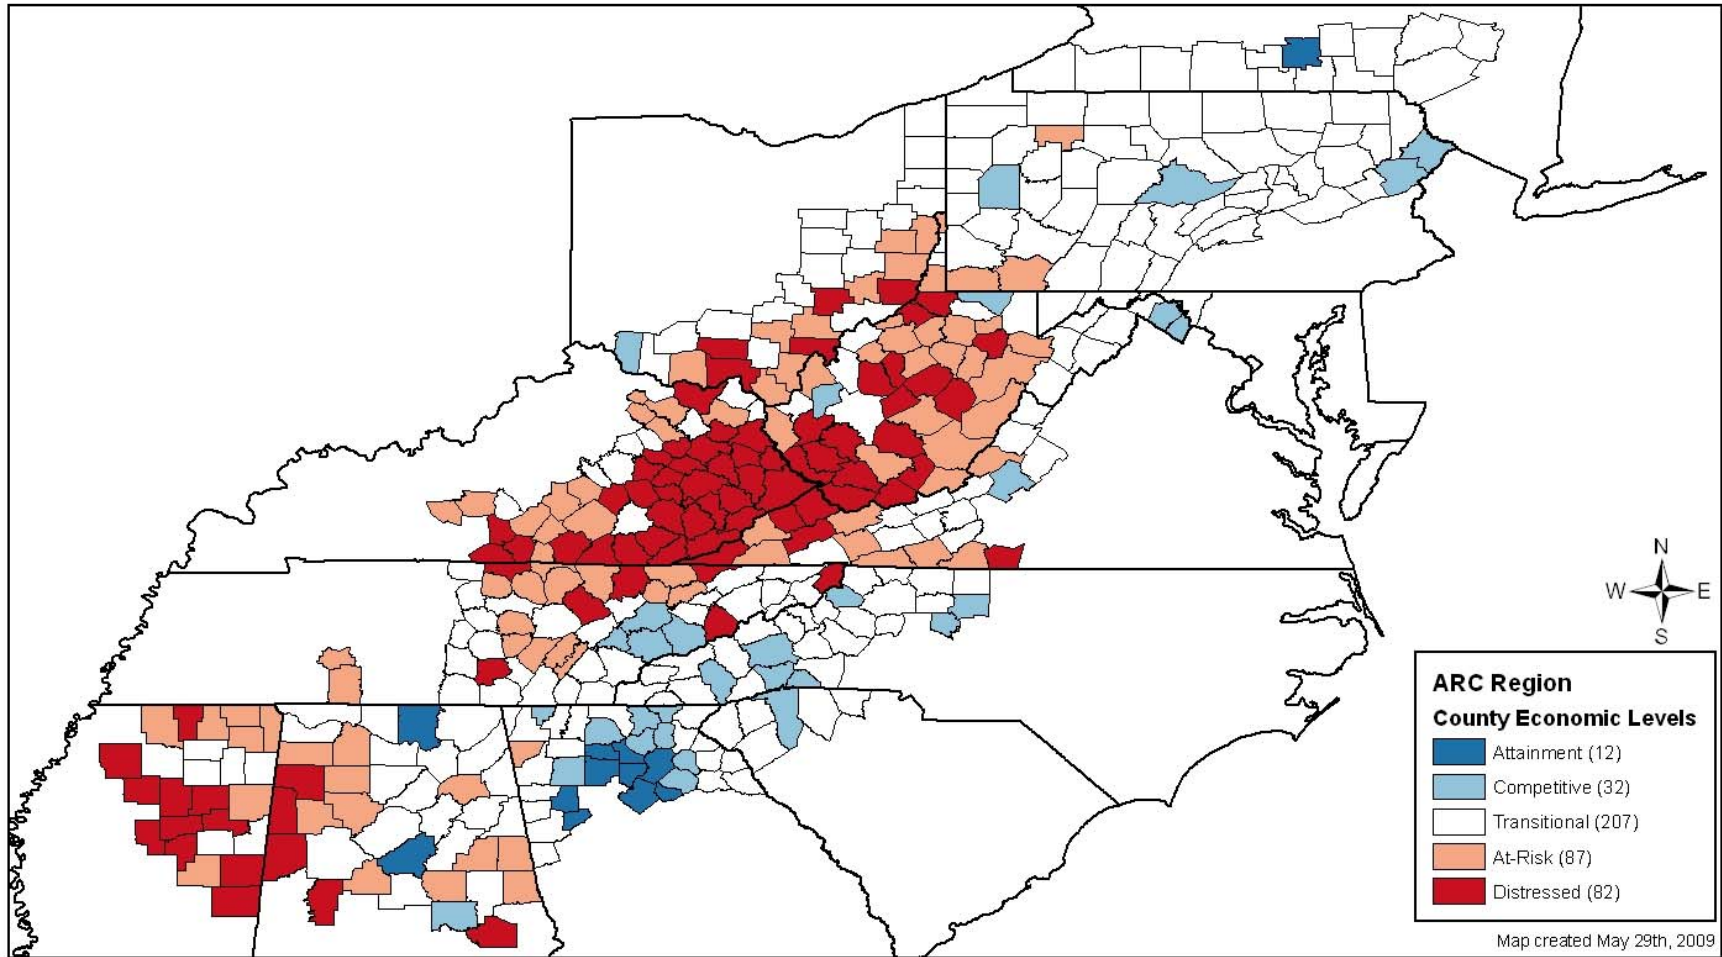 N
W E
S
ARC Region
County Economic Levels
Attainment (12)
Competitive (32)
Transitional (207)
At-Risk (87)
Distressed (82)
Map created May 29th, 2009